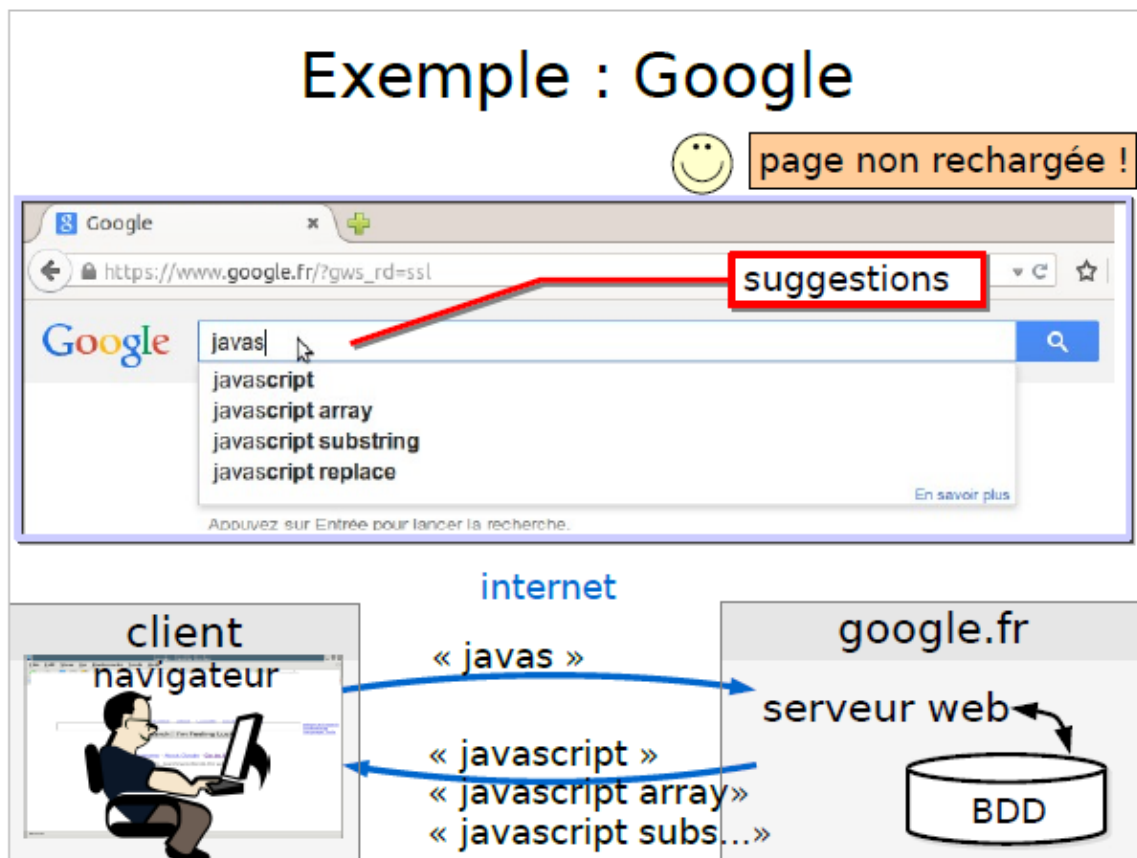 Exemple : Google
page non rechargée !
Google
https://www.google.fr/?gws_rd=ssl
suggestions
Google
javas
javascript
javascript array
javascript substring
javascript replace
En savoir plus
Appuyez sur Entrée pour lancer la recherche.
internet
client
navigateur
« javas »
« javascript »
« javascript array»
« javascript subs...»
google.fr
serveur web
BDD